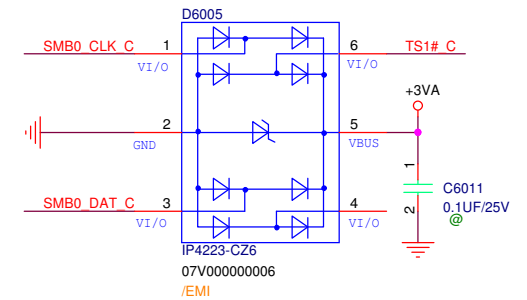 D6005
SMB0_CLK_C 1 6 TS1#_C
VI/O VI/O
+3VA
2 5
GND VBUS
1
C6011
0.1UF/25V
2
@
SMB0_DAT_C 3 4
VI/O VI/O
IP4223-CZ6
07V000000006
/EMI